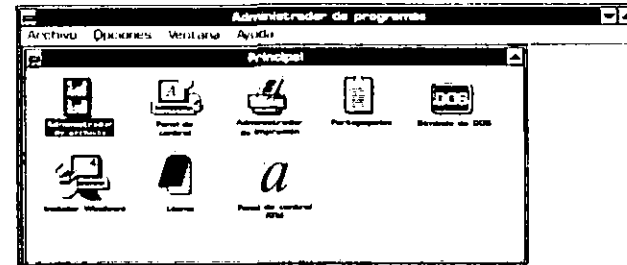 Administrador de programas
Archivo Opciones Ventana Ayuda
Principal
Administrador de archivos
Panel de control
Administrador de impresión
Portapapeles
Símbolo de DOS
DOS
Instalar Windows
Léame
Panel de control
ATM